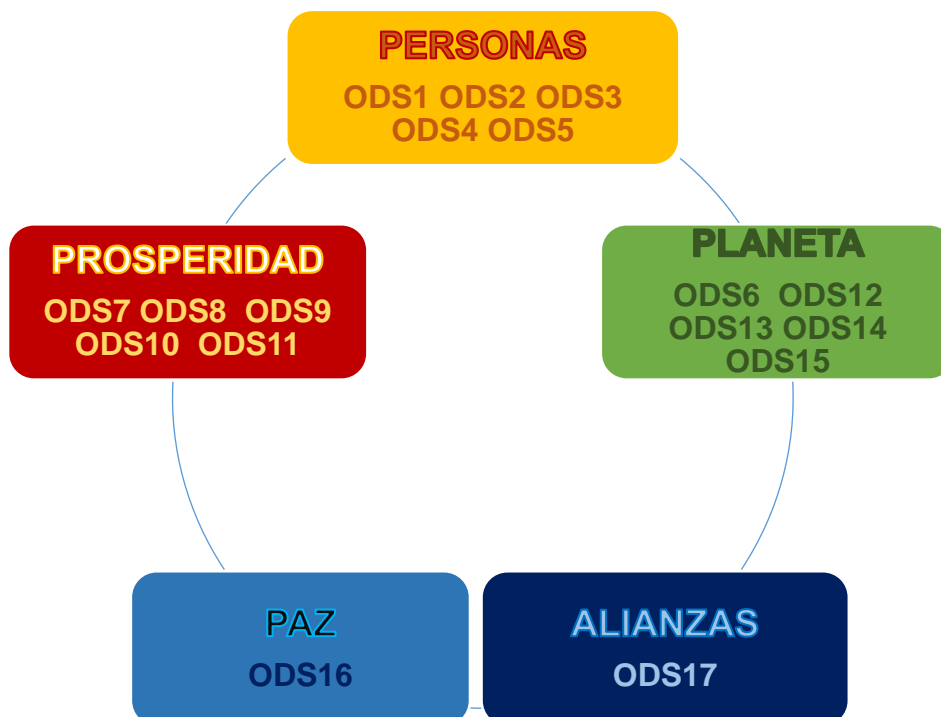 PERSONAS
ODS1 ODS2 ODS3
ODS4 ODS5
PROSPERIDAD
ODS7 ODS8 ODS9
ODS10 ODS11
PLANETA
ODS6 ODS12
ODS13 ODS14
ODS15
PAZ
ODS16
ALIANZAS
ODS17